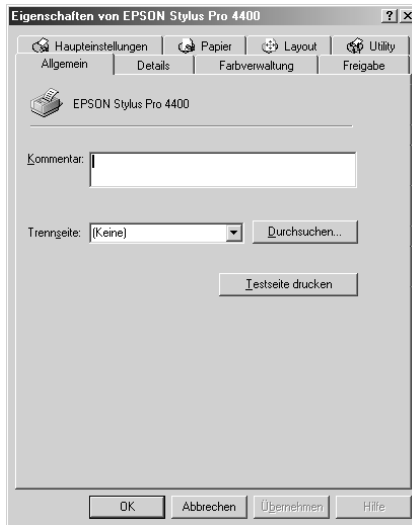 Eigenschaften von EPSON Stylus Pro 4400
Haupteinstellungen Papier Layout Utility
Allgemein Details Farbverwaltung Freigabe
EPSON Stylus Pro 4400
Kommentar:
Trennseite: (Keine) Durchsuchen...
Testseite drucken
OK Abbrechen Übernehmen Hilfe